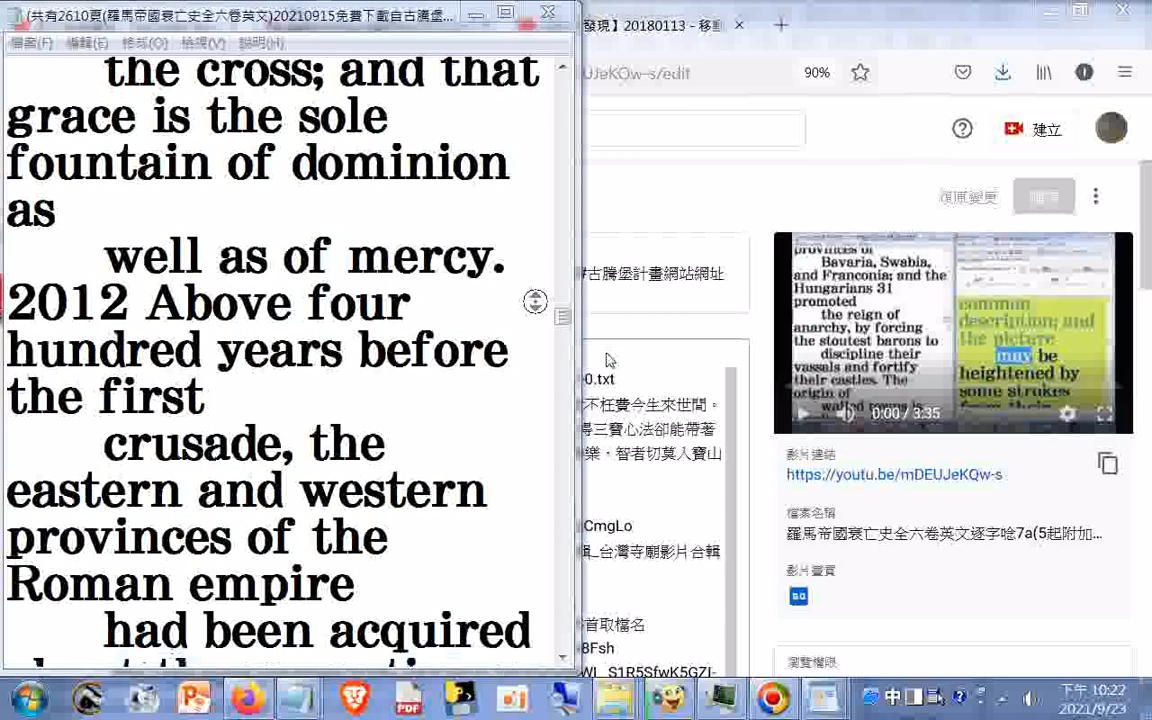 (共有2610頁(羅馬帝國衰亡史全六卷英文)20210915免費下載自古騰堡...
檔案(F) 編輯(E) 格式(O) 檢視(V) 說明(H)
the cross; and that
grace is the sole
fountain of dominion
as
well as of mercy.
2012 Above four
hundred years before
the first
crusade, the
eastern and western
provinces of the
Roman empire
had been acquired
發現】20180113 - 移動
JJeKQw-s/edit
90%
建立
復原變更
#古騰堡計畫網站網址
-0.txt
不枉費今生來世間。
得三寶心法卻能帶著
樂，智者切莫入寶山
CmgLo
輯_台灣寺廟影片合輯
首取檔名
8Fsh
WI_S1R5SfwK5GZI-
provinces of
Bavaria, Swabia,
and Franconia; and the
Hungarians 31
promoted
the reign of
anarchy, by forcing
the stoutest barons to
discipline their
vassals and fortify
their castles. The
origin of
common
description; and
the picture
may be
heightened by
some strokes
0:00 / 3:35
影片連結
https://youtu.be/mDEUJeKQw-s
檔案名稱
羅馬帝國衰亡史全六卷英文逐字唸7a(5起附加...
影片畫質
瀏覽權限
中
下午 10:22
2021/9/23